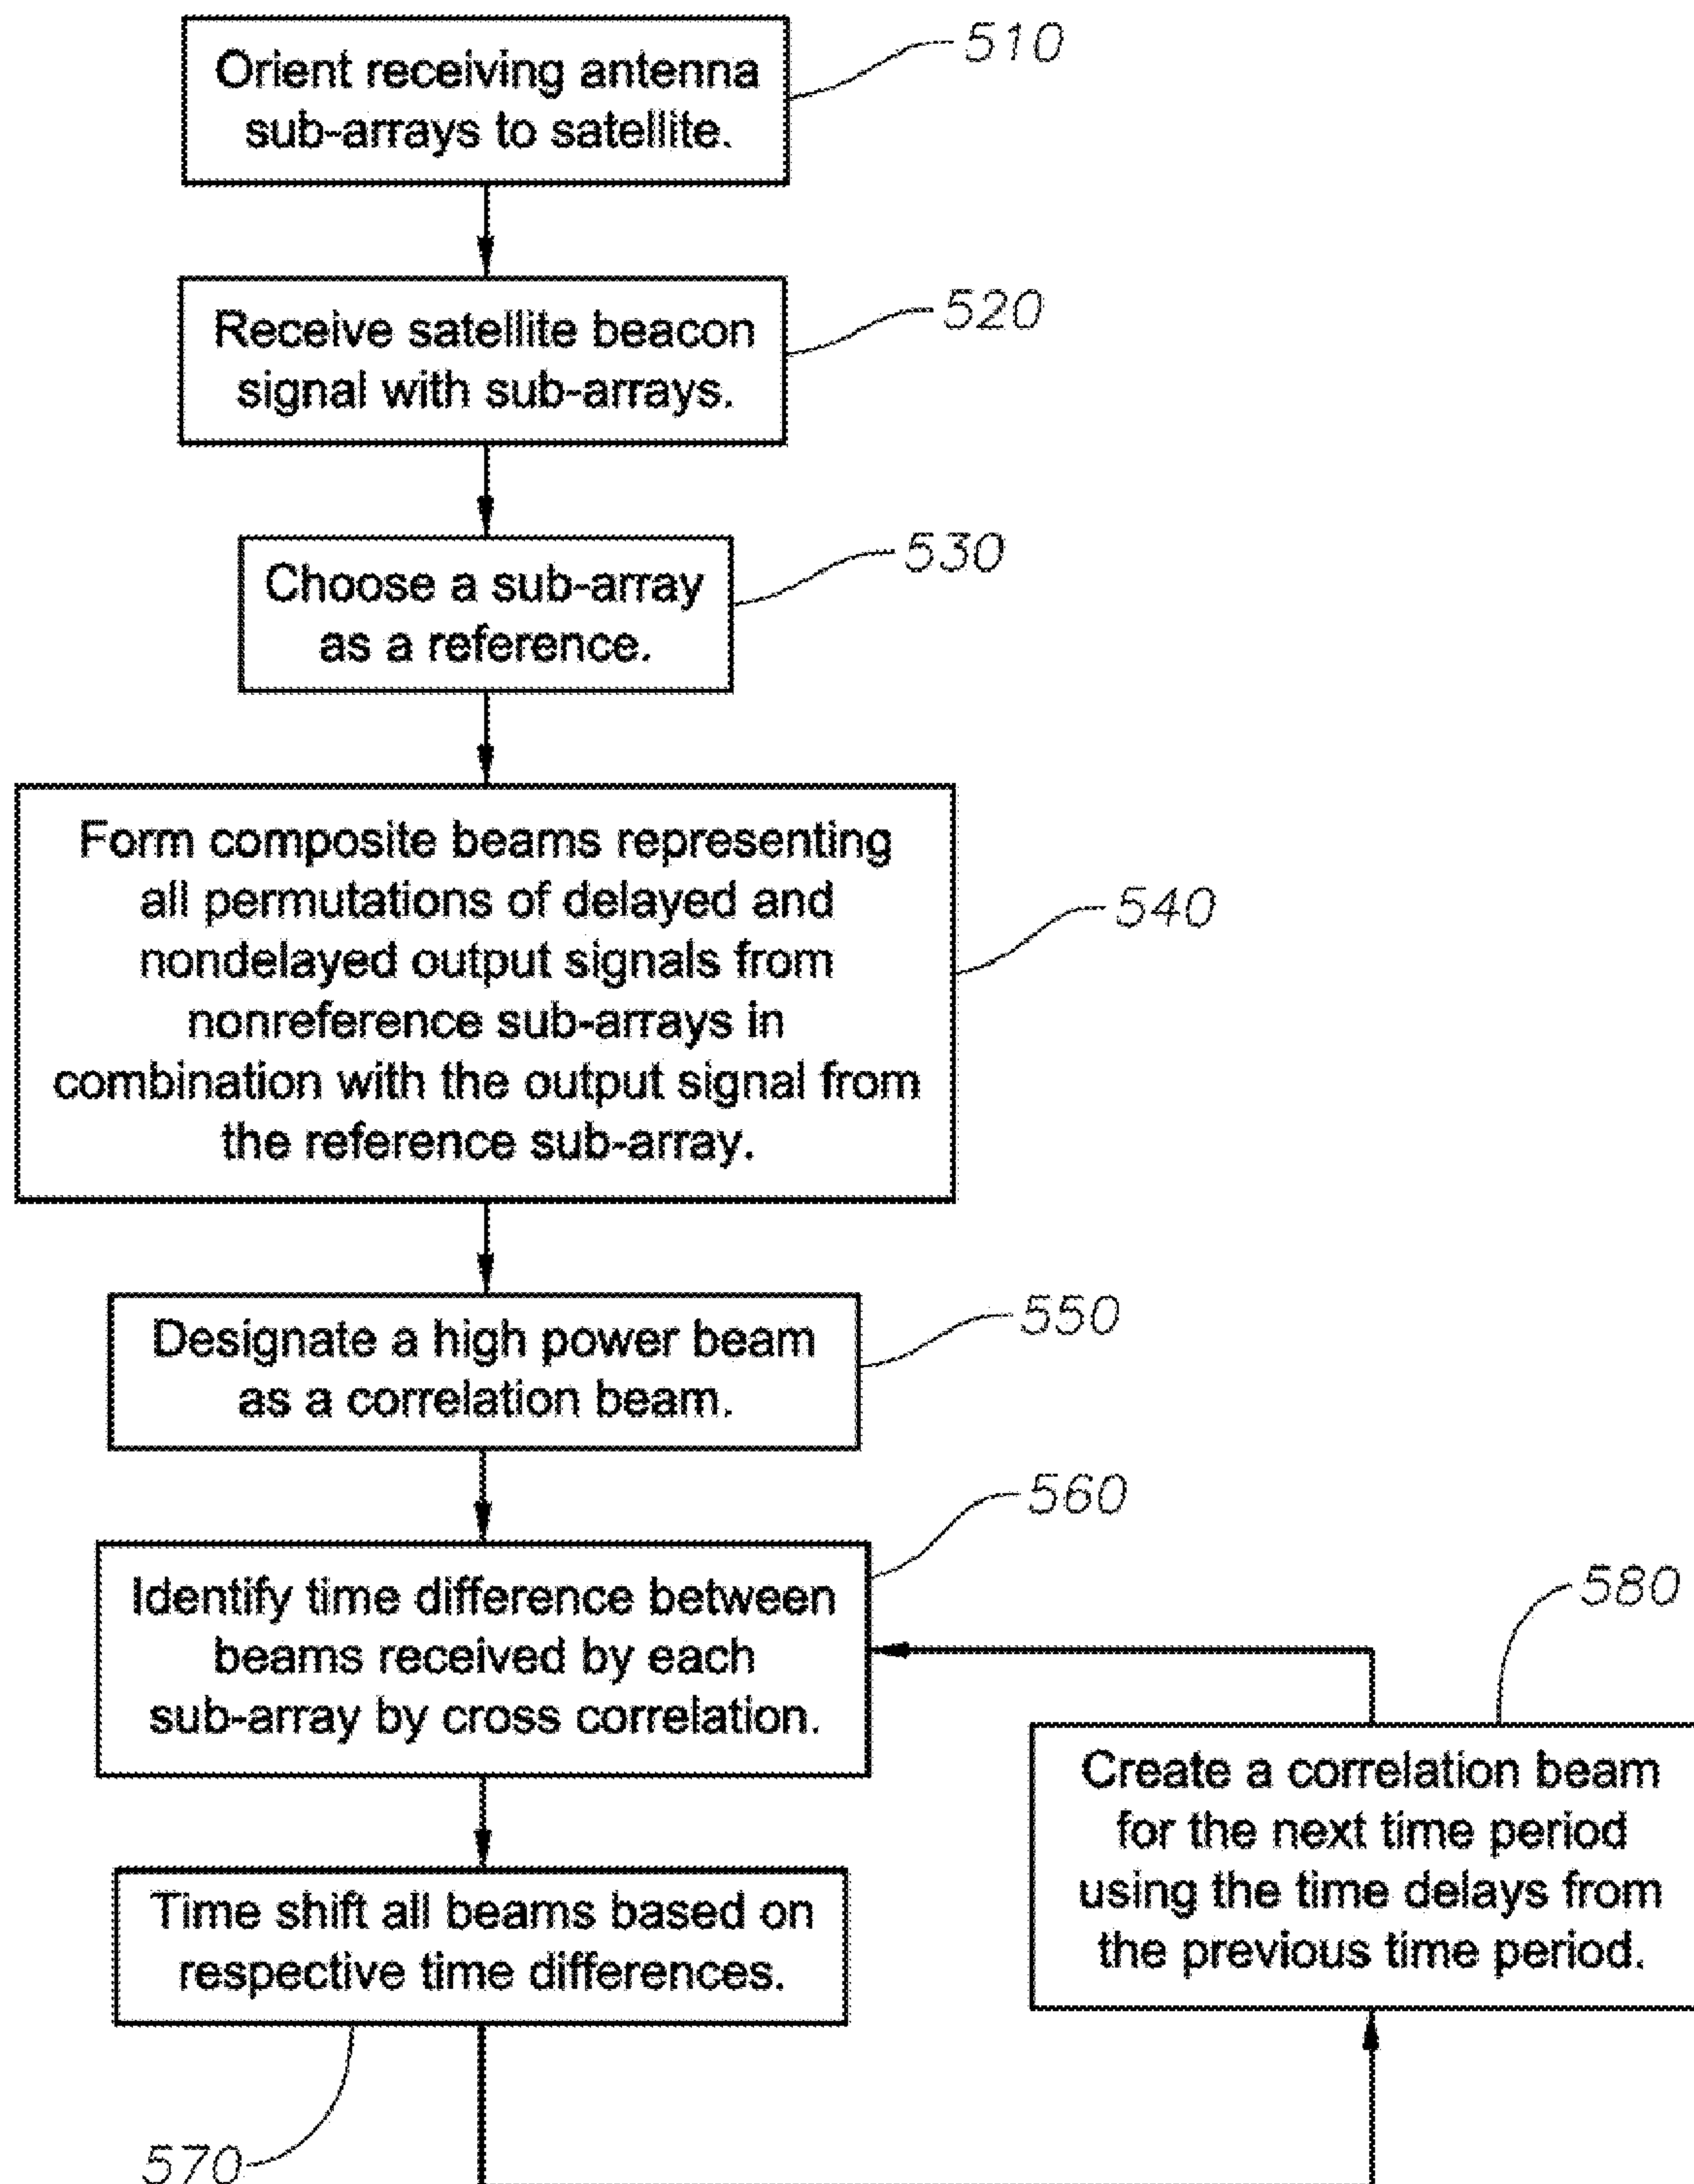 510
Orient receiving antenna
sub-arrays to satellite.
520
Receive satellite beacon
signal with sub-arrays.
530
Choose a sub-array
as a reference.
540
Form composite beams representing
all permutations of delayed and
nondelayed output signals from
nonreference sub-arrays in
combination with the output signal from
the reference sub-array.
550
Designate a high power beam
as a correlation beam.
560
Identify time difference between
beams received by each
sub-array by cross correlation.
580
Create a correlation beam
for the next time period
using the time delays from
the previous time period.
Time shift all beams based on
respective time differences.
570